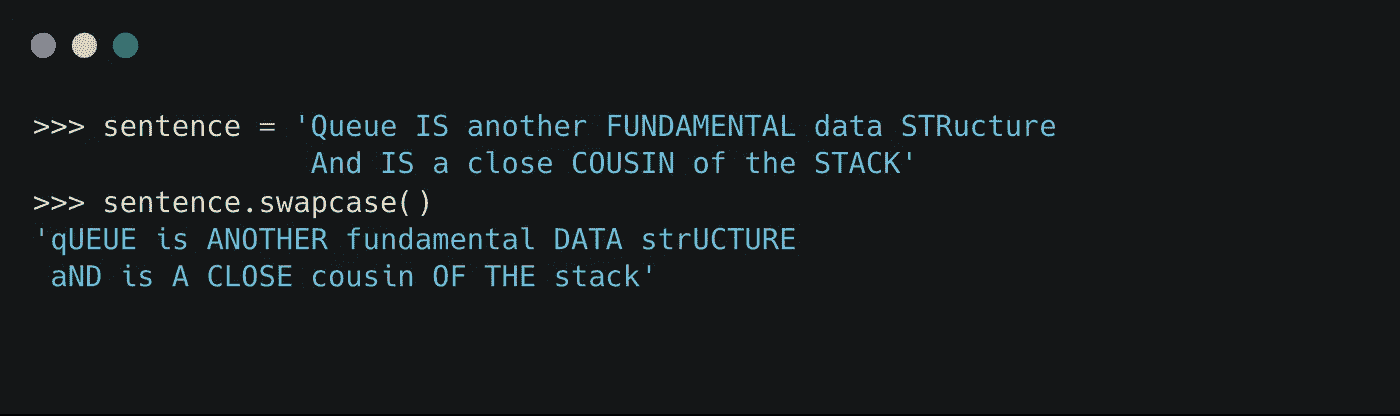 >>> sentence = 'Queue IS another FUNDAMENTAL data STRucture
                And IS a close COUSIN of the STACK'
>>> sentence.swapcase()
'qUEUE is ANOTHER fundamental DATA strUCTURE
 aND is A CLOSE cousin OF THE stack'